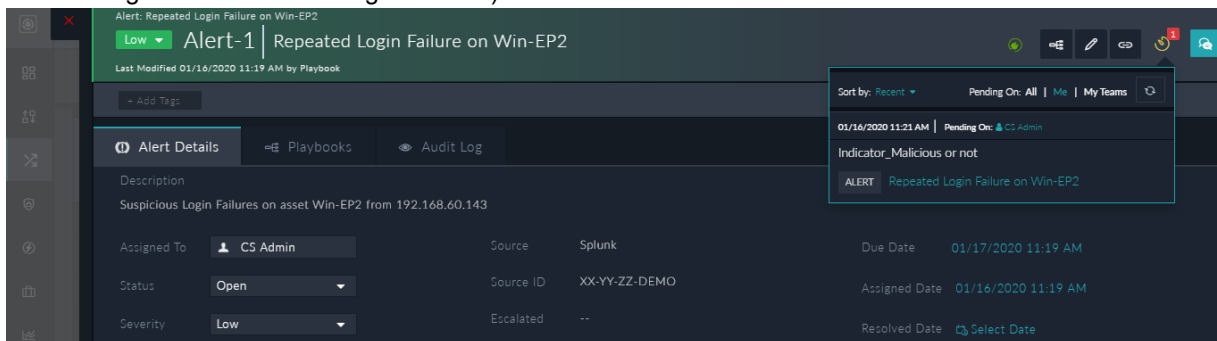 Alert: Repeated Login Failure on Win-EP2
Low Alert-1 | Repeated Login Failure on Win-EP2
1
Last Modified 01/16/2020 11:19 AM by Playbook
+ Add Tags
Sort by: Recent Pending On: All | Me | My Teams
01/16/2020 11:21 AM | Pending On: CS Admin
Indicator_Malicious or not
ALERT Repeated Login Failure on Win-EP2
Alert Details Playbooks Audit Log
Description
Suspicious Login Failures on asset Win-EP2 from 192.168.60.143
Assigned To CS Admin Source Splunk Due Date 01/17/2020 11:19 AM
Status Open Source ID XX-YY-ZZ-DEMO Assigned Date 01/16/2020 11:19 AM
Severity Low Escalated -- Resolved Date Select Date